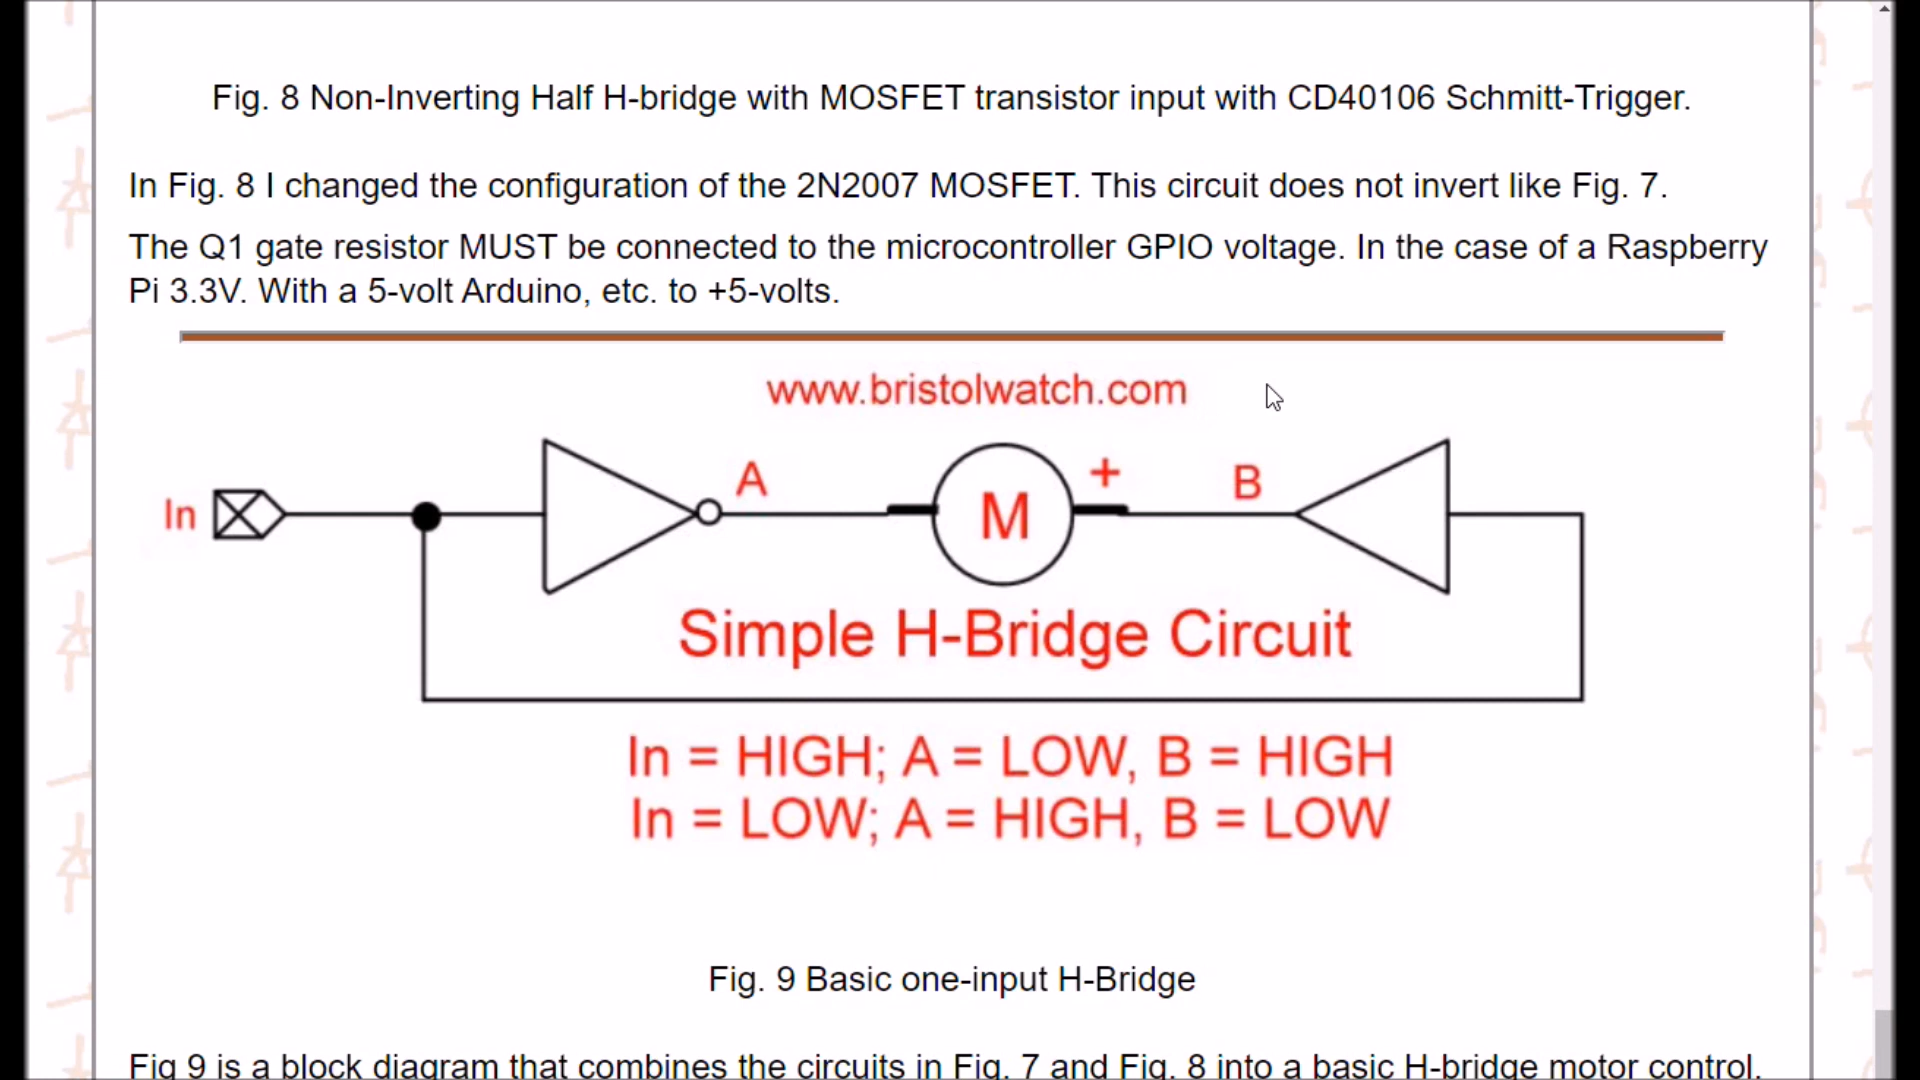 Fig. 8 Non-Inverting Half H-bridge with MOSFET transistor input with CD40106 Schmitt-Trigger.
In Fig. 8 I changed the configuration of the 2N2007 MOSFET. This circuit does not invert like Fig. 7.
The Q1 gate resistor MUST be connected to the microcontroller GPIO voltage. In the case of a Raspberry
Pi 3.3V. With a 5-volt Arduino, etc. to +5-volts.
www.bristolwatch.com
In A M + B
Simple H-Bridge Circuit
In = HIGH; A = LOW, B = HIGH
In = LOW; A = HIGH, B = LOW
Fig. 9 Basic one-input H-Bridge
Fig 9 is a block diagram that combines the circuits in Fig. 7 and Fig. 8 into a basic H-bridge motor control.